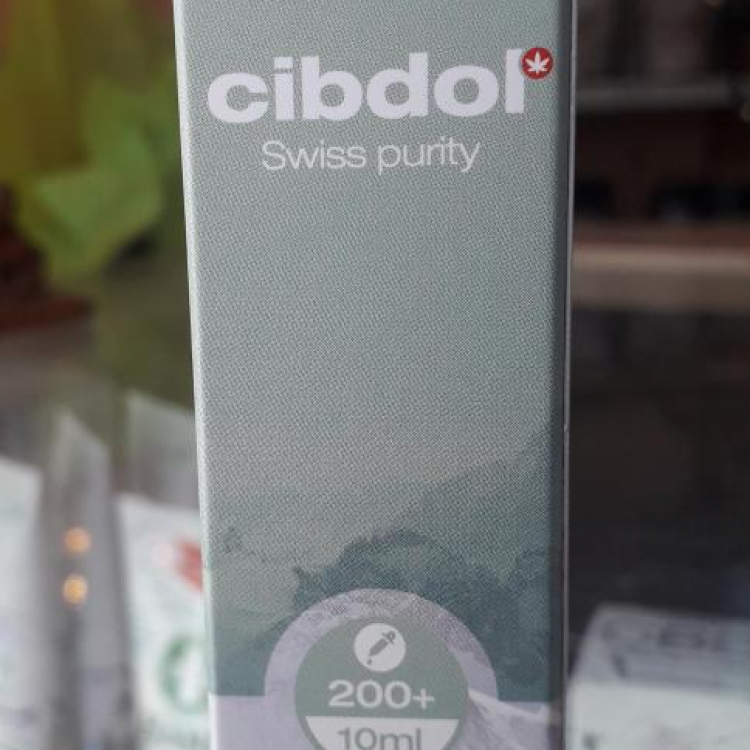 cibdol
Swiss purity
200+
10ml